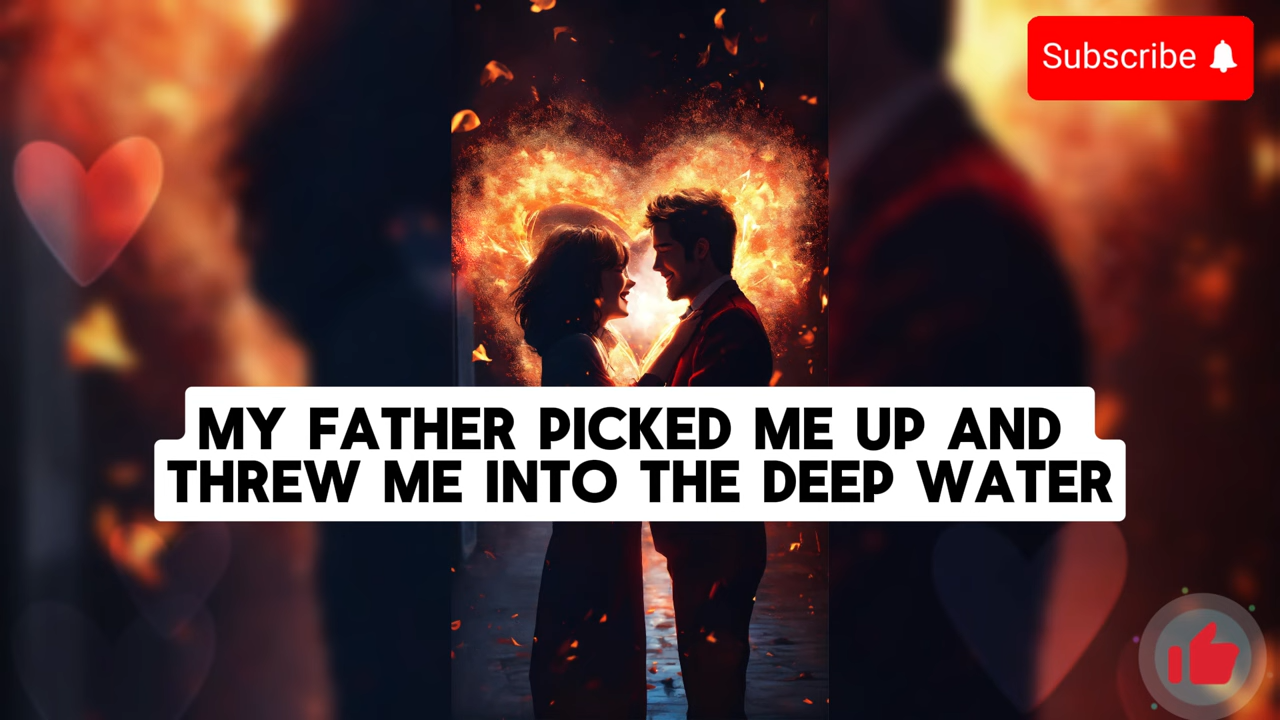 Subscribe
MY FATHER PICKED ME UP AND
THREW ME INTO THE DEEP WATER